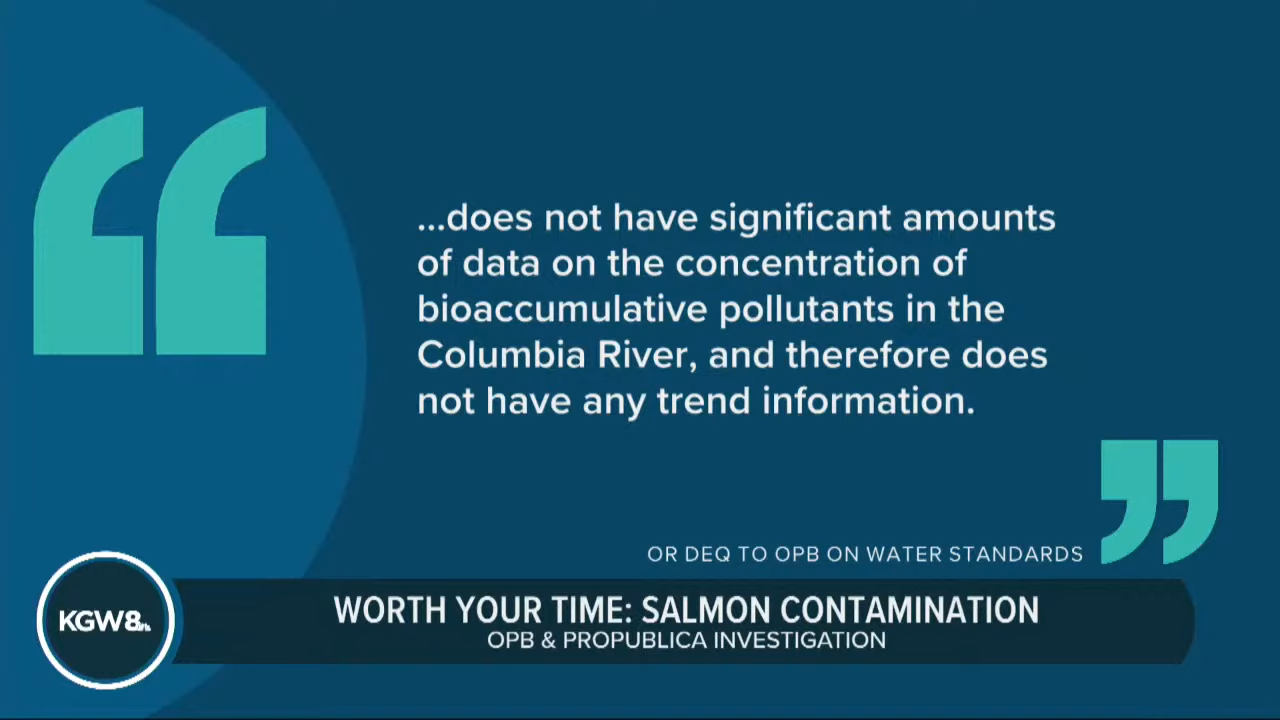 ...does not have significant amounts
of data on the concentration of
bioaccumulative pollutants in the
Columbia River, and therefore does
not have any trend information.
OR DEQ TO OPB ON WATER STANDARDS
KGW8
WORTH YOUR TIME: SALMON CONTAMINATION
OPB & PROPUBLICA INVESTIGATION